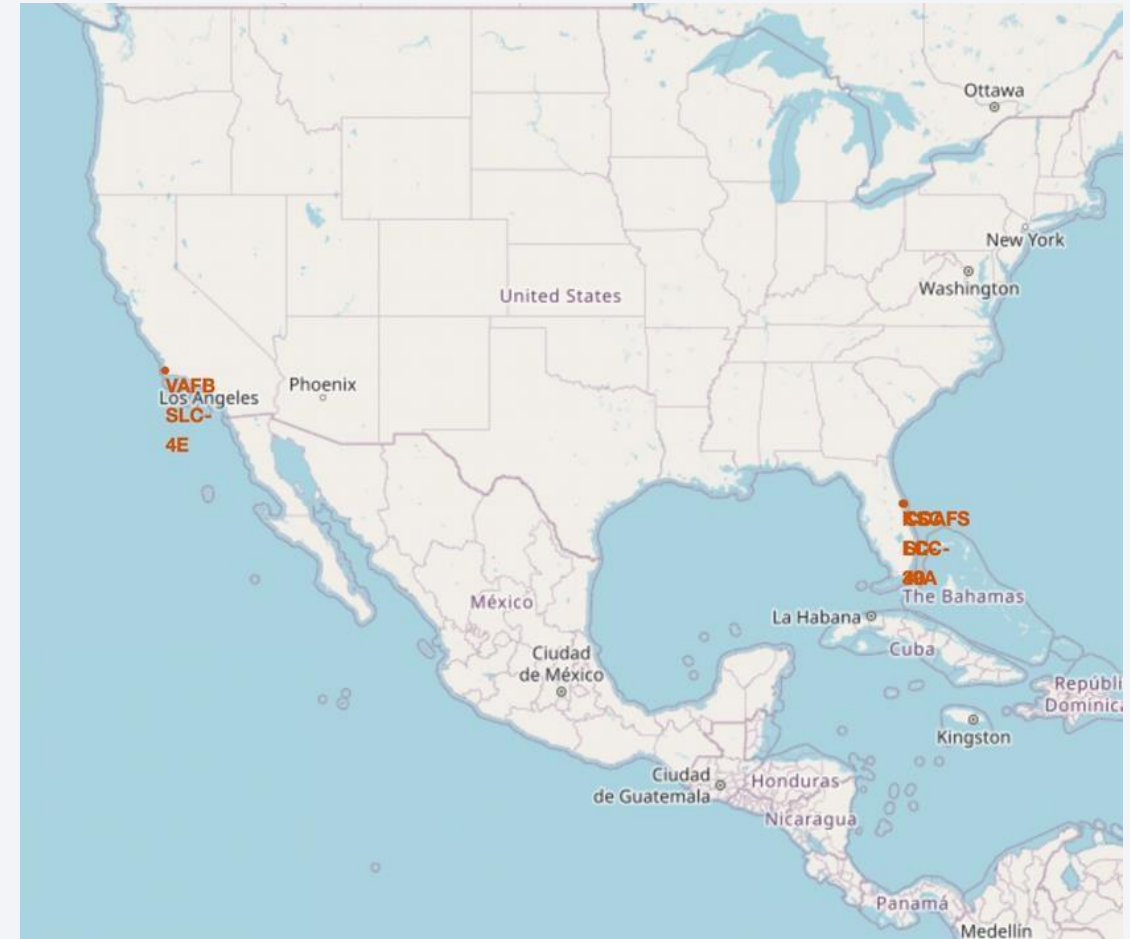 Ottawa
New York
Washington
United States
VAFB
SLC-
4E
Los Angeles
Phoenix
The Bahamas
México
La Habana
Cuba
Ciudad
de México
Repúbli
Dominica
Kingston
Ciudad
de Guatemala
Honduras
Nicaragua
Panamá
Medellín